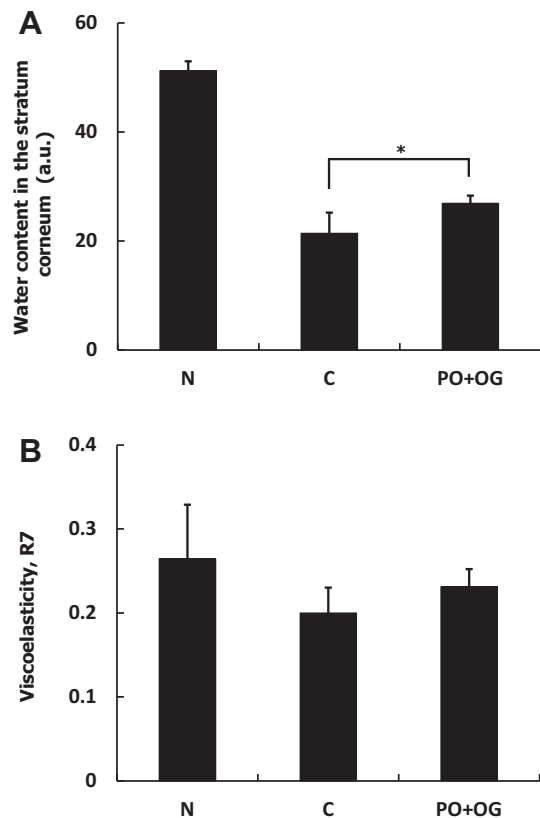 A
Water content in the stratum
corneum (a.u.)
60
40
20
0
*
N C PO+OG
B
Viscoelasticity, R7
0.4
0.3
0.2
0.1
0
N C PO+OG